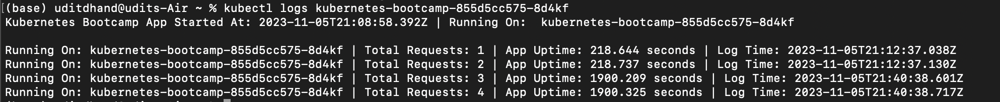 (base) uditdhand@udits-Air ~ % kubectl logs kubernetes-bootcamp-855d5cc575-8d4kf
Kubernetes Bootcamp App Started At: 2023-11-05T21:08:58.392Z | Running On:  kubernetes-bootcamp-855d5cc575-8d4kf
Running On: kubernetes-bootcamp-855d5cc575-8d4kf | Total Requests: 1 | App Uptime: 218.644 seconds | Log Time: 2023-11-05T21:12:37.038Z
Running On: kubernetes-bootcamp-855d5cc575-8d4kf | Total Requests: 2 | App Uptime: 218.737 seconds | Log Time: 2023-11-05T21:12:37.130Z
Running On: kubernetes-bootcamp-855d5cc575-8d4kf | Total Requests: 3 | App Uptime: 1900.209 seconds | Log Time: 2023-11-05T21:40:38.601Z
Running On: kubernetes-bootcamp-855d5cc575-8d4kf | Total Requests: 4 | App Uptime: 1900.325 seconds | Log Time: 2023-11-05T21:40:38.717Z